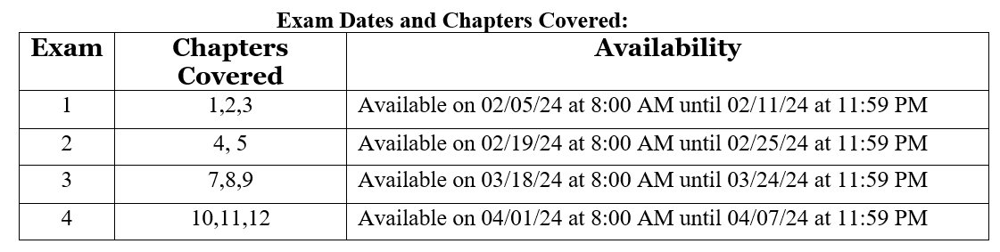 Exam Dates and Chapters Covered:
Exam Chapters Covered Availability
1 1,2,3 Available on 02/05/24 at 8:00 AM until 02/11/24 at 11:59 PM
2 4, 5 Available on 02/19/24 at 8:00 AM until 02/25/24 at 11:59 PM
3 7,8,9 Available on 03/18/24 at 8:00 AM until 03/24/24 at 11:59 PM
4 10,11,12 Available on 04/01/24 at 8:00 AM until 04/07/24 at 11:59 PM